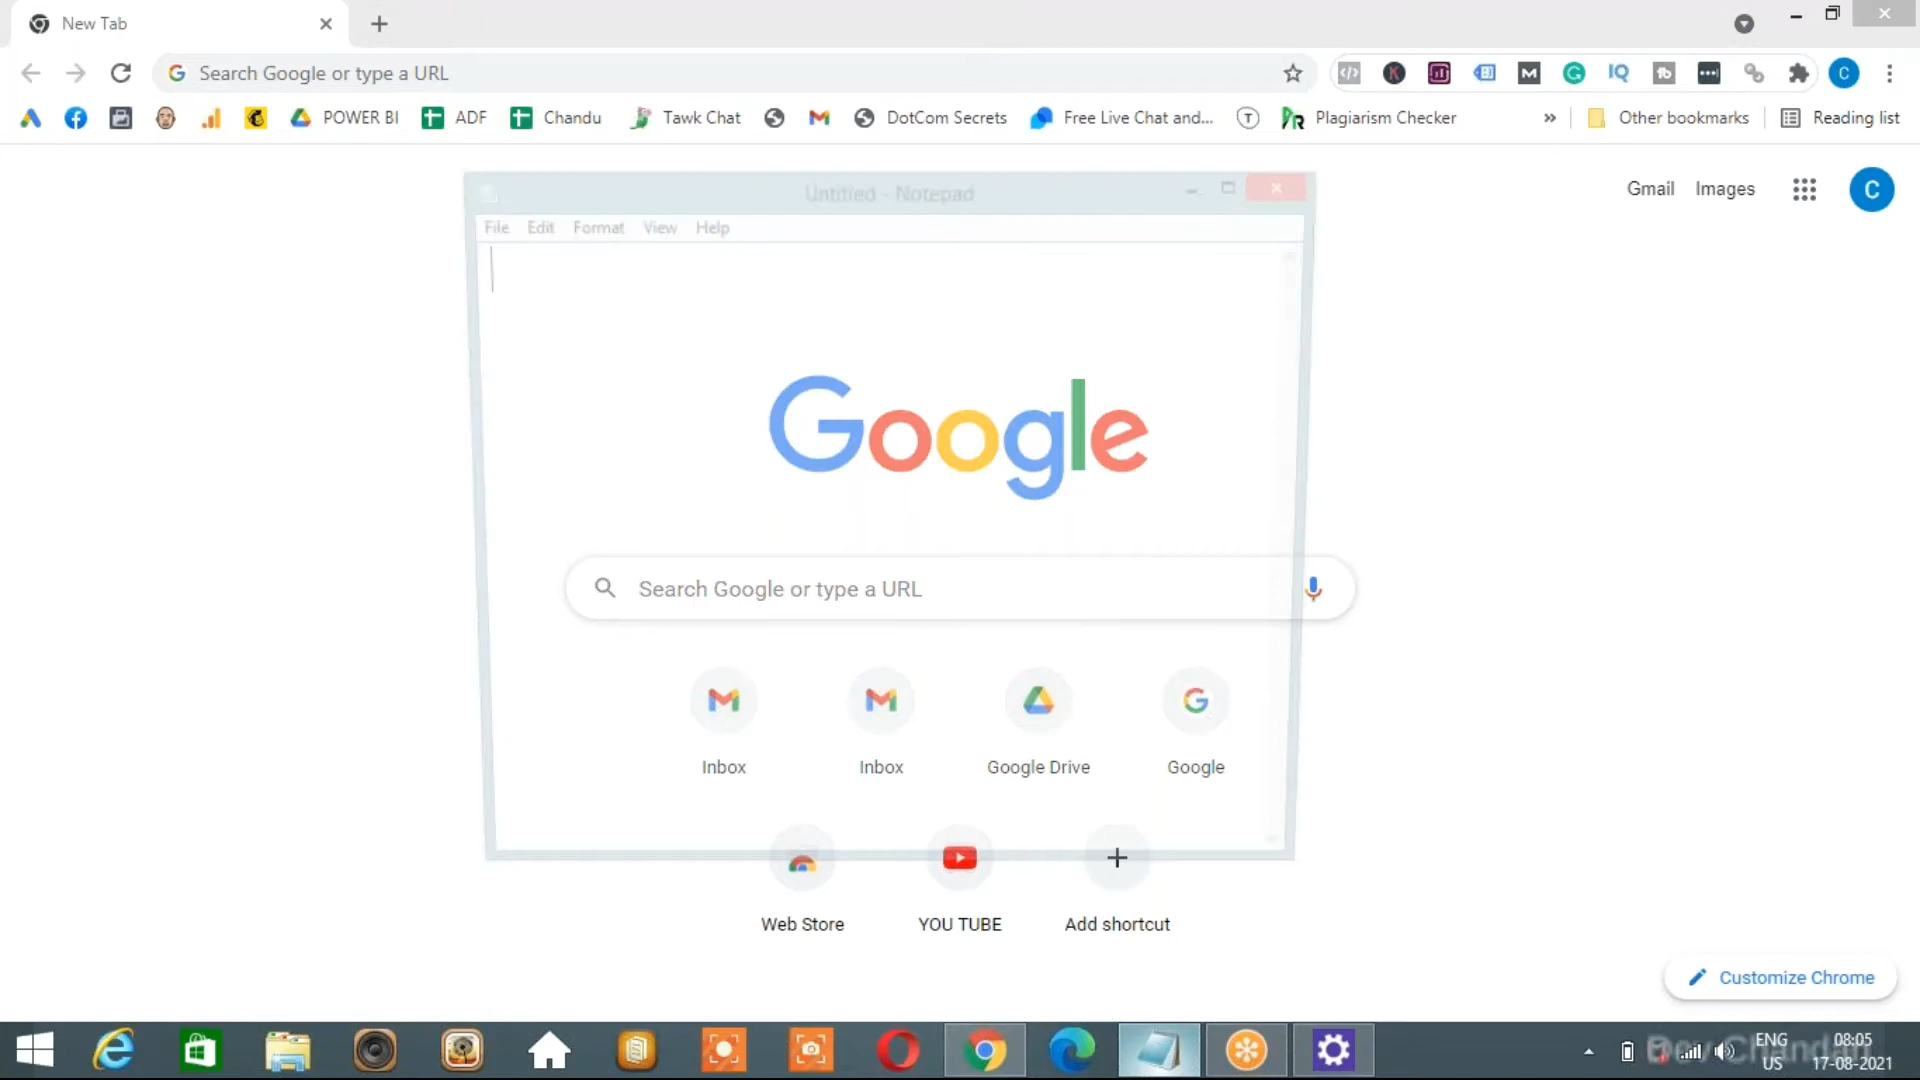 New Tab
Search Google or type a URL
POWER BI ADF Chandu Tawk Chat DotCom Secrets Free Live Chat and... Plagiarism Checker » Other bookmarks Reading list
Gmail Images C
Untitled - Notepad
File Edit Format View Help
Google
Search Google or type a URL
Inbox Inbox Google Drive Google
Web Store YOU TUBE Add shortcut
Customize Chrome
ENG 08:05
US 17-08-2021